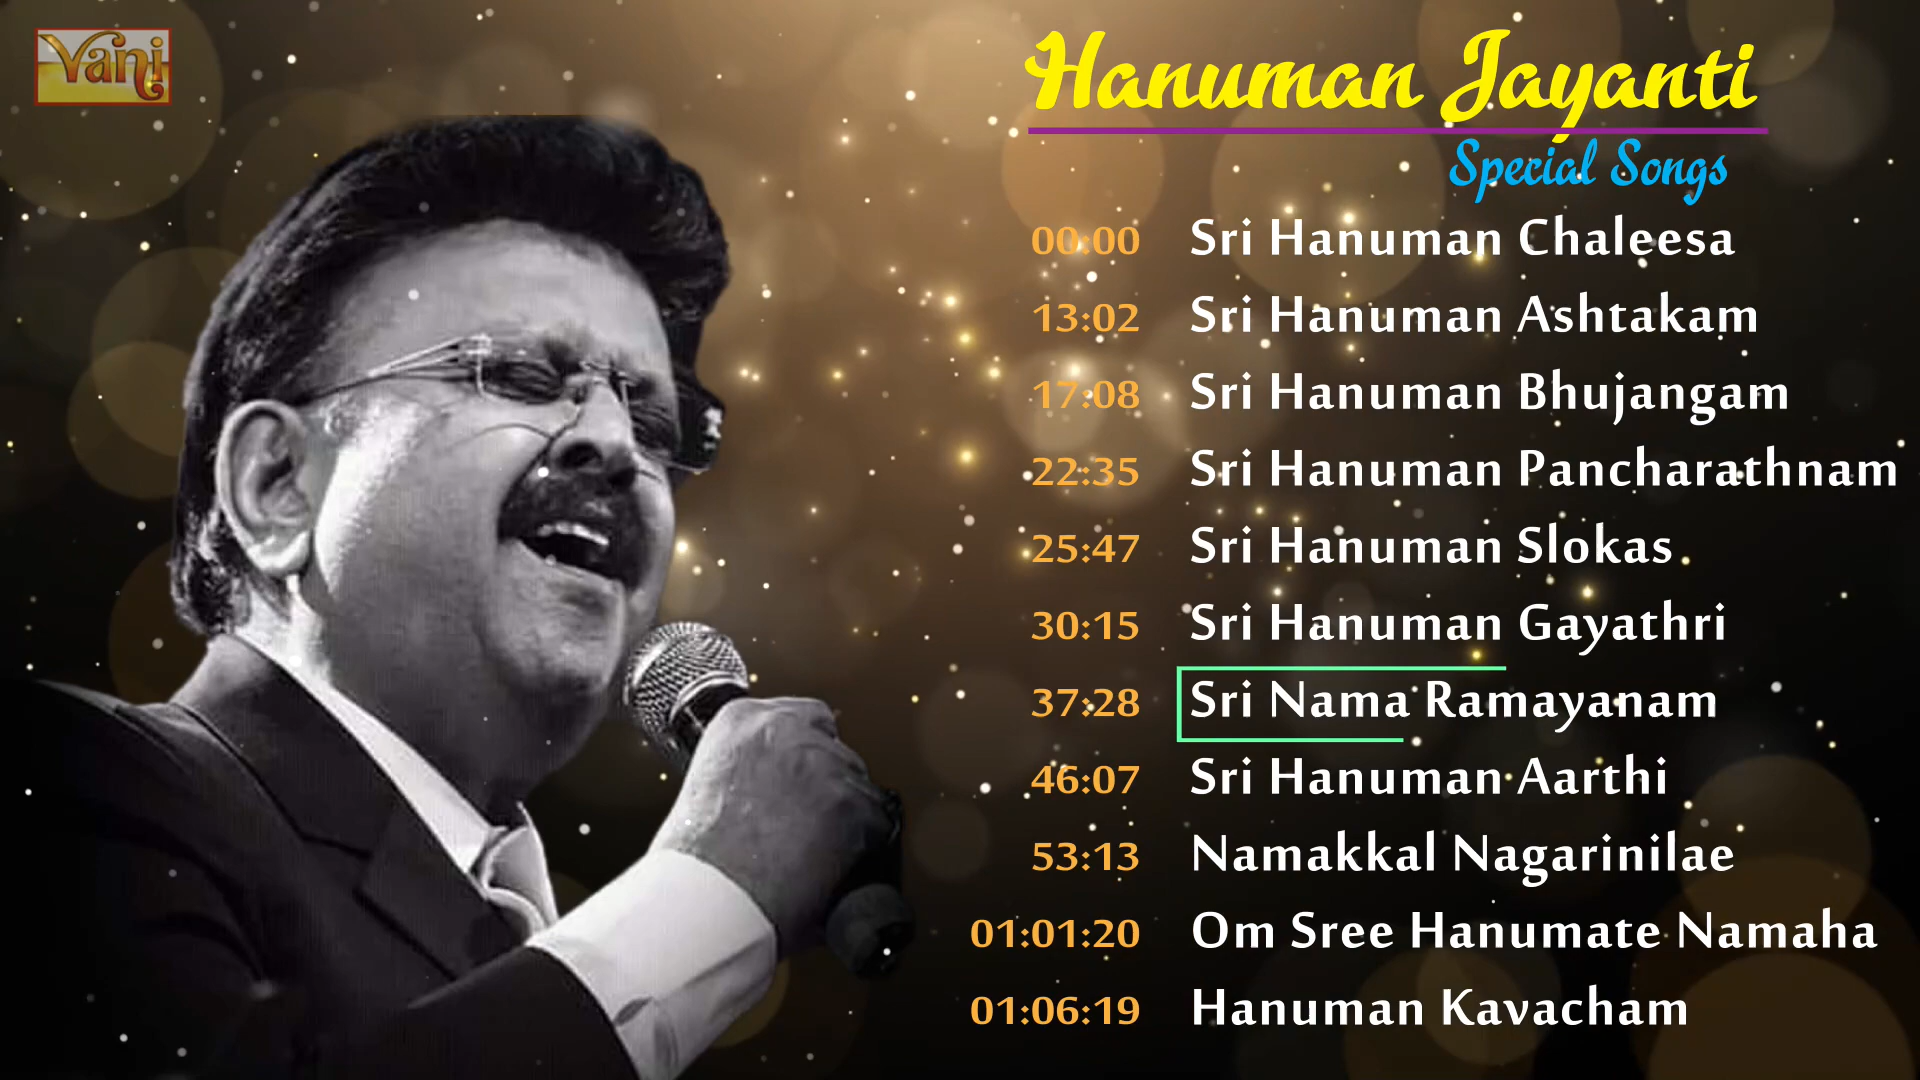 Vani
Hanuman Jayanti
Special Songs
00:00 Sri Hanuman Chaleesa
13:02 Sri Hanuman Ashtakam
17:08 Sri Hanuman Bhujangam
22:35 Sri Hanuman Pancharathnam
25:47 Sri Hanuman Slokas
30:15 Sri Hanuman Gayathri
37:28 Sri Nama Ramayanam
46:07 Sri Hanuman Aarthi
53:13 Namakkal Nagarinilae
01:01:20 Om Sree Hanumate Namaha
01:06:19 Hanuman Kavacham